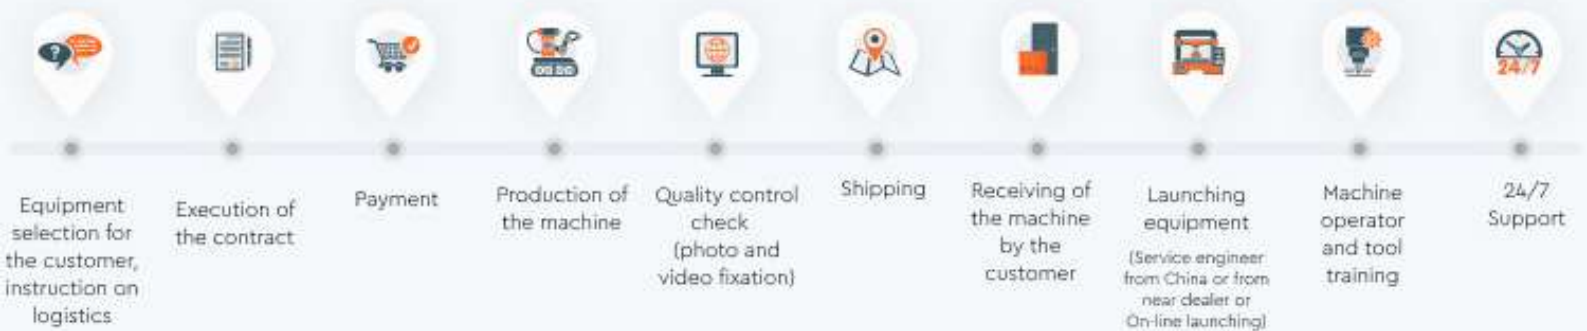 ?
24/7
Equipment
selection for
the customer,
instruction on
logistics
Execution of
the contract
Payment
Production of
the machine
Quality control
check
(photo and
video fixation)
Shipping
Receiving of
the machine
by the
customer
Launching
equipment
(Service engineer
from China or from
near dealer or
On-line launching)
Machine
operator
and tool
training
24/7
Support